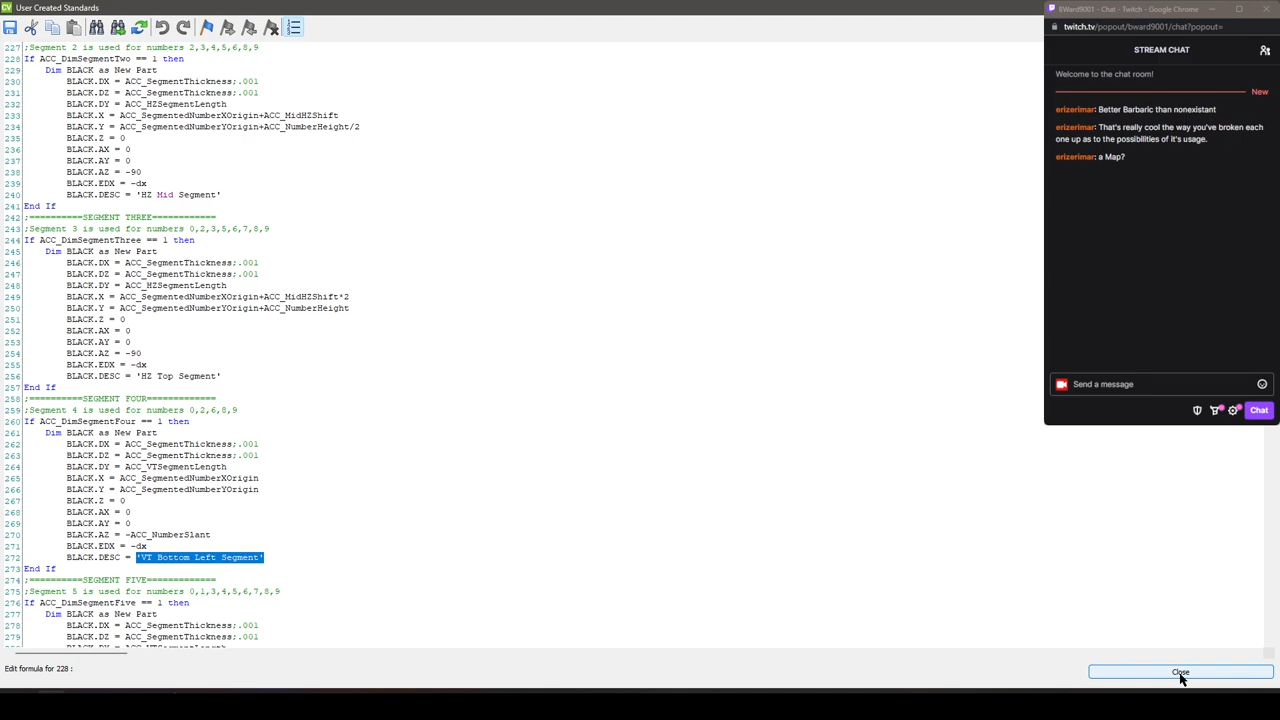 User Created Standards
227 ;Segment 2 is used for numbers 2,3,4,5,6,8,9
228 If ACC_DimSegmentTwo == 1 then
229 Dim BLACK as New Part
230 BLACK.DX = ACC_SegmentThickness;.001
231 BLACK.DZ = ACC_SegmentThickness;.001
232 BLACK.DY = ACC_HZSegmentLength
233 BLACK.X = ACC_SegmentedNumberXOrigin+ACC_MidHZShift
234 BLACK.Y = ACC_SegmentedNumberYOrigin+ACC_NumberHeight/2
235 BLACK.Z = 0
236 BLACK.AX = 0
237 BLACK.AY = 0
238 BLACK.AZ = -90
239 BLACK.EDX = -dx
240 BLACK.DESC = 'HZ Mid Segment'
241 End If
242 ;==========SEGMENT THREE============
243 ;Segment 3 is used for numbers 0,2,3,5,6,7,8,9
244 If ACC_DimSegmentThree == 1 then
245 Dim BLACK as New Part
246 BLACK.DX = ACC_SegmentThickness;.001
247 BLACK.DZ = ACC_SegmentThickness;.001
248 BLACK.DY = ACC_HZSegmentLength
249 BLACK.X = ACC_SegmentedNumberXOrigin+ACC_MidHZShift*2
250 BLACK.Y = ACC_SegmentedNumberYOrigin+ACC_NumberHeight
251 BLACK.Z = 0
252 BLACK.AX = 0
253 BLACK.AY = 0
254 BLACK.AZ = -90
255 BLACK.EDX = -dx
256 BLACK.DESC = 'HZ Top Segment'
257 End If
258 ;==========SEGMENT FOUR=============
259 ;Segment 4 is used for numbers 0,2,6,8,9
260 If ACC_DimSegmentFour == 1 then
261 Dim BLACK as New Part
262 BLACK.DX = ACC_SegmentThickness;.001
263 BLACK.DZ = ACC_SegmentThickness;.001
264 BLACK.DY = ACC_VTSegmentLength
265 BLACK.X = ACC_SegmentedNumberXOrigin
266 BLACK.Y = ACC_SegmentedNumberYOrigin
267 BLACK.Z = 0
268 BLACK.AX = 0
269 BLACK.AY = 0
270 BLACK.AZ = -ACC_NumberSlant
271 BLACK.EDX = -dx
272 BLACK.DESC = 'VT Bottom Left Segment'
273 End If
274 ;==========SEGMENT FIVE=============
275 ;Segment 5 is used for numbers 0,1,3,4,5,6,7,8,9
276 If ACC_DimSegmentFive == 1 then
277 Dim BLACK as New Part
278 BLACK.DX = ACC_SegmentThickness;.001
279 BLACK.DZ = ACC_SegmentThickness;.001
Edit formula for 228 :
Close
BWard9001 - Chat - Twitch - Google Chrome
twitch.tv/popout/bward9001/chat?popout=
STREAM CHAT
Welcome to the chat room!
New
erizerimar: Better Barbaric than nonexistant
erizerimar: That's really cool the way you've broken each
one up as to the possibilities of it's usage.
erizerimar: a Map?
Send a message
Chat